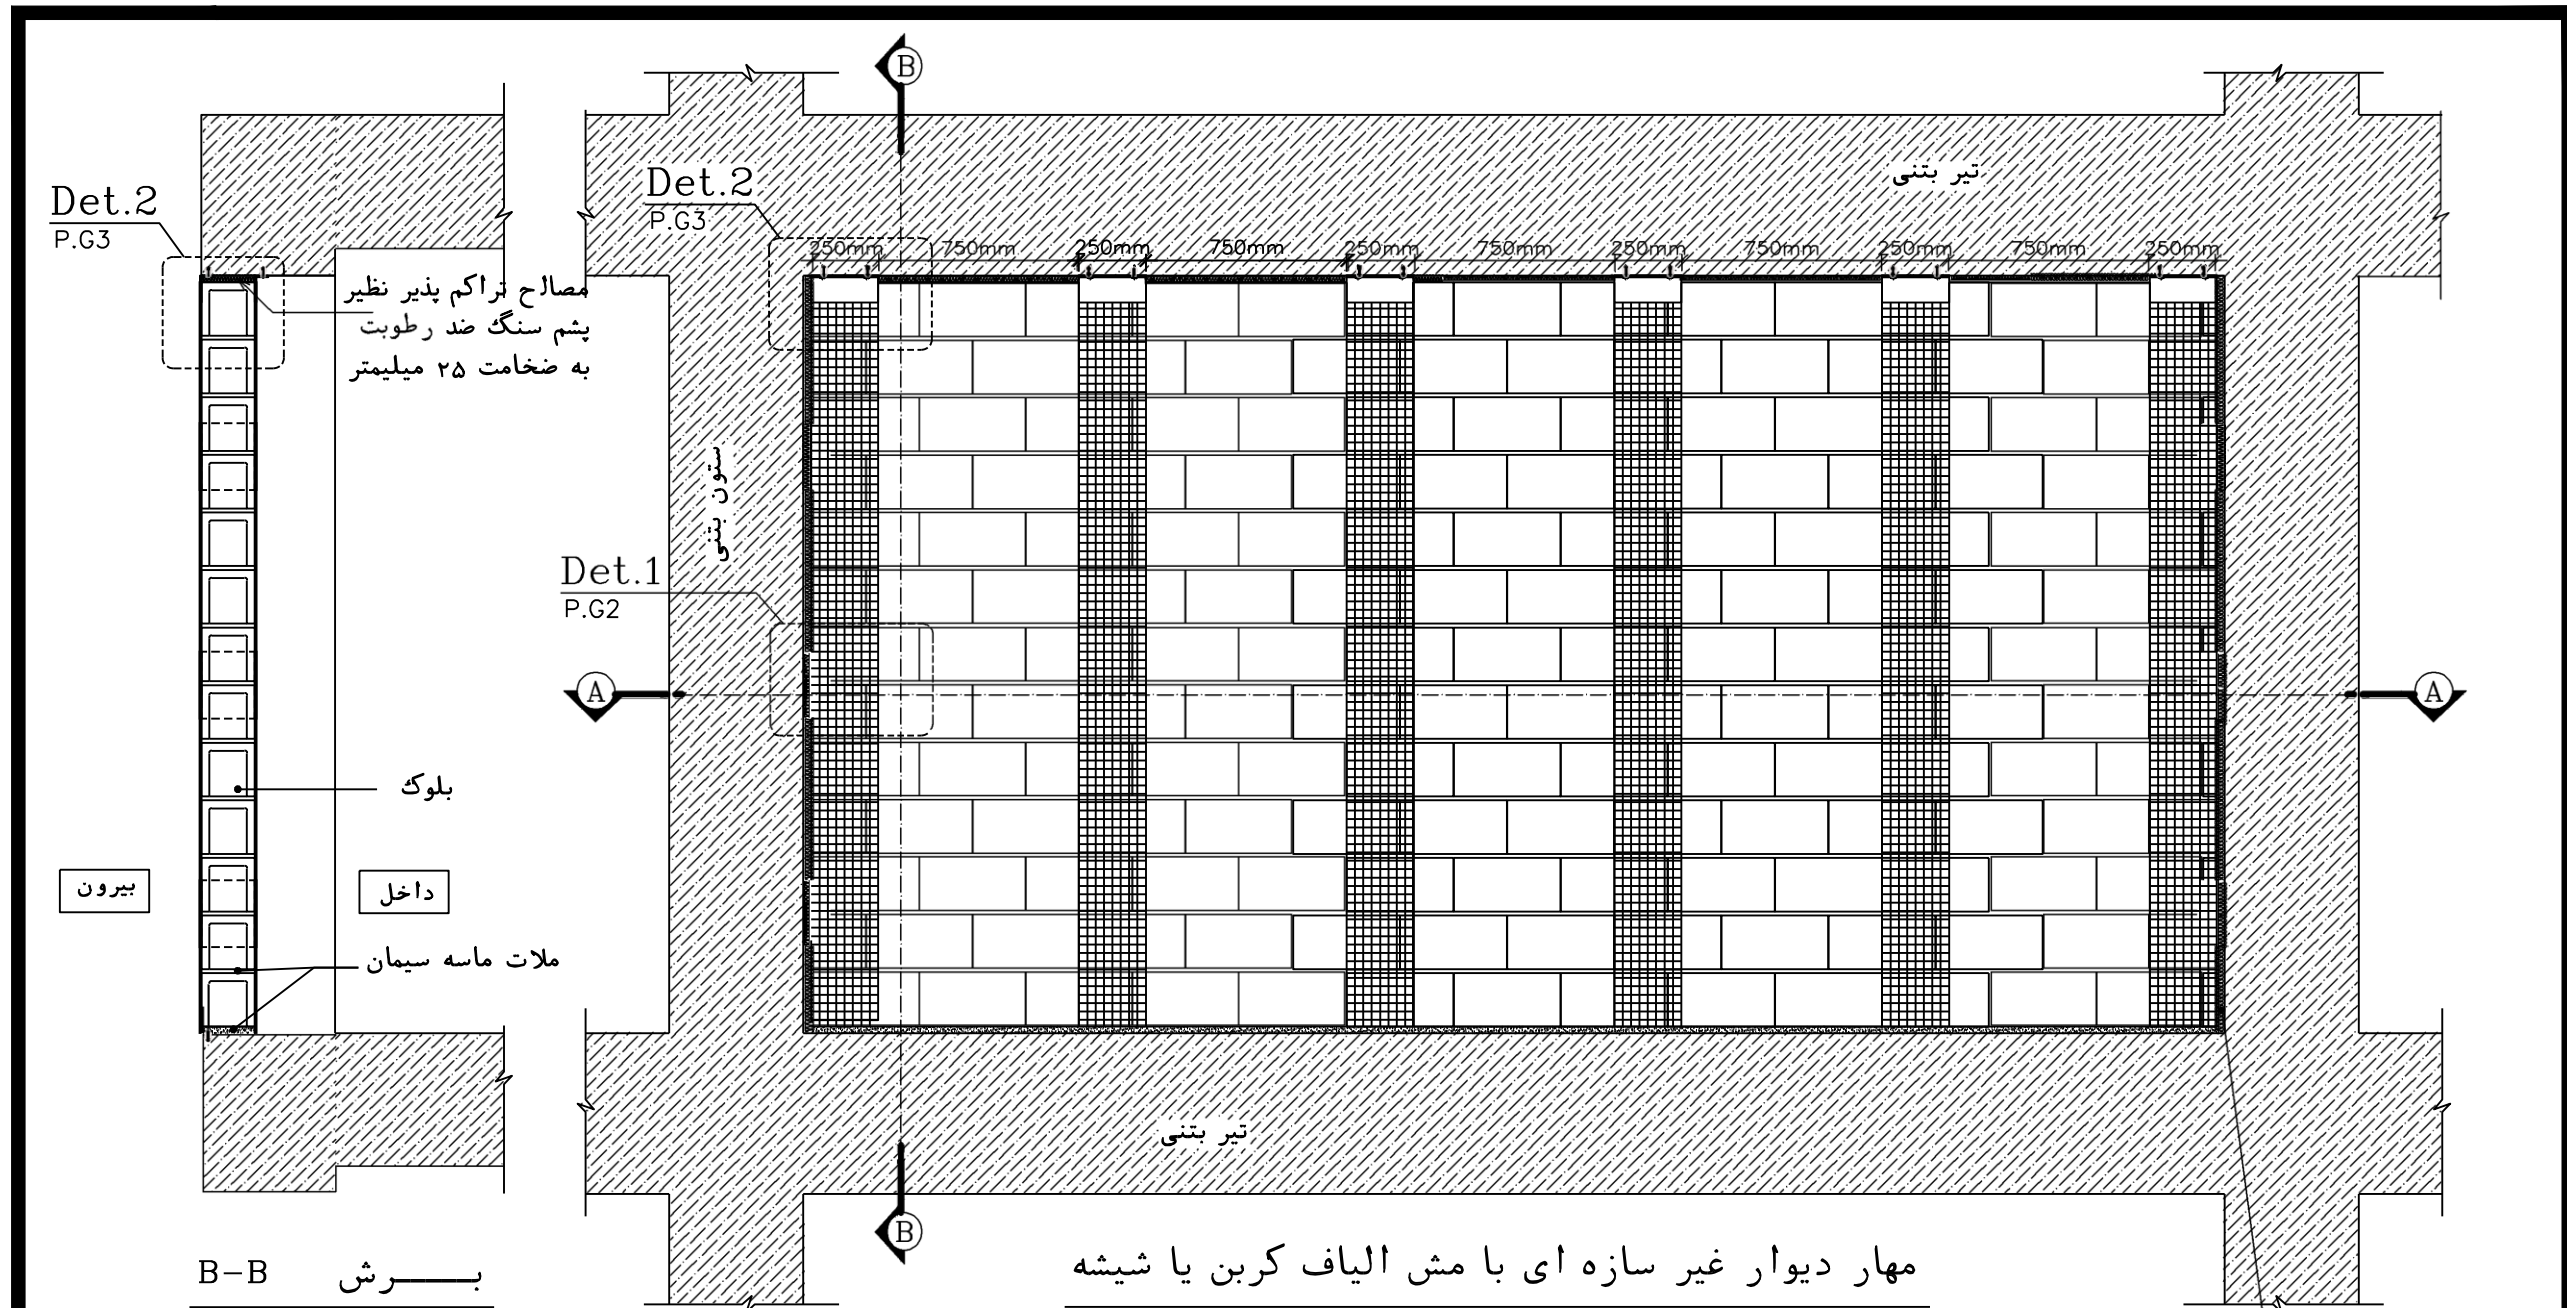 B
تیر بتنی
Det.2
P.G3
Det.2
P.G3
250mm 750mm 250mm 750mm 250mm 750mm 250mm 750mm 250mm 750mm 250mm
مصالح تراکم پذیر نظیر
پشم سنگ ضد رطوبت
به ضخامت ۲۵ میلیمتر
ستون بتنی
Det.1
P.G2
A
A
بلوک
بیرون
داخل
ملات ماسه سیمان
تیر بتنی
B
مهار دیوار غیر سازه ای با مش الیاف کربن یا شیشه
برش B-B